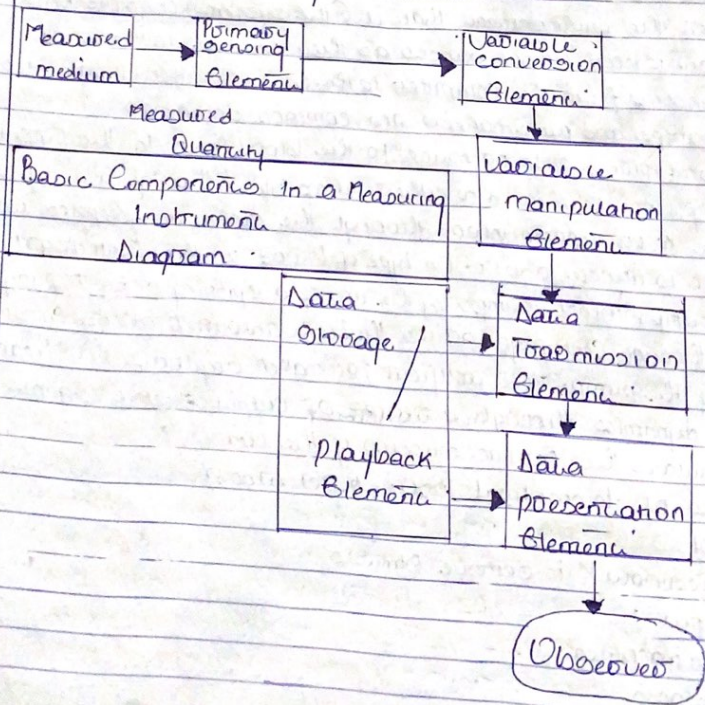 Measured
medium
Primary
Sensing
Element
Variable
Conversion
Element
Measured
Quantity
Basic Components in a Measuring
Instrument
Diagram
Variable
manipulation
Element
Data
Storage /
Playback
Element
Data
Transmission
Element
Data
presentation
Element
Observer